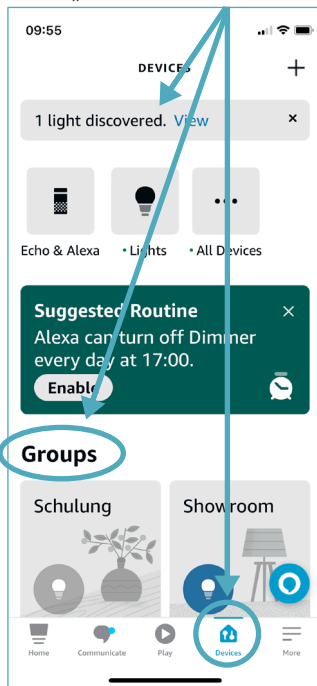 09:55
DEVICES
1 light discovered. View
Echo & Alexa
Lights
All Devices
Suggested Routine
Alexa can turn off Dimmer
every day at 17:00.
Enable
Groups
Schulung
Showroom
Home
Communicate
Play
Devices
More